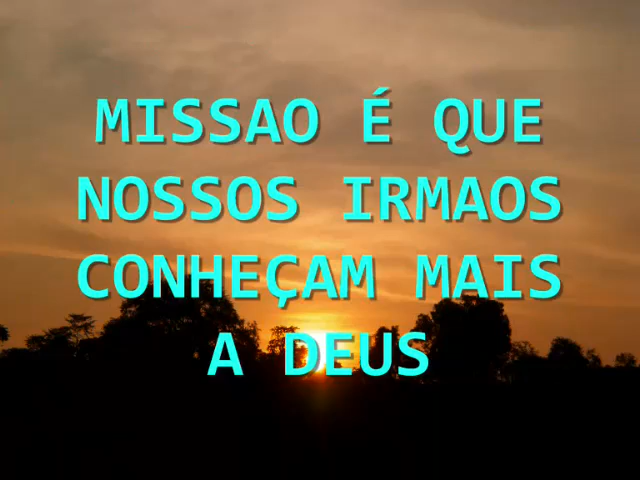 MISSAO É QUE
NOSSOS IRMAOS
CONHEÇAM MAIS
A DEUS